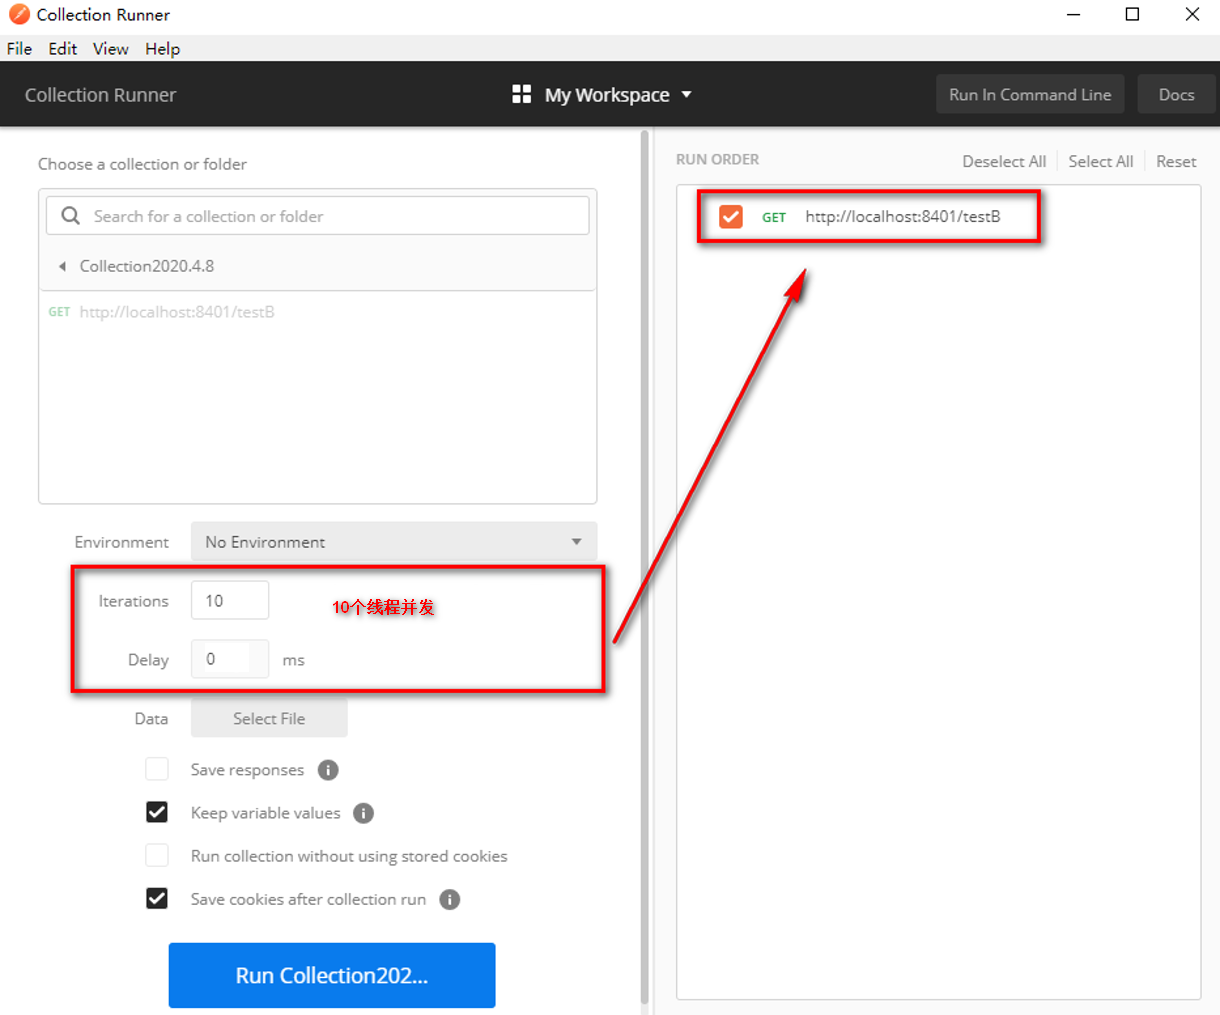 Collection Runner
File Edit View Help
Collection Runner
My Workspace
Run In Command Line
Docs
Choose a collection or folder
Search for a collection or folder
Collection2020.4.8
GET http://localhost:8401/testB
Environment No Environment
Iterations 10
10个线程并发
Delay 0 ms
Data Select File
Save responses
Keep variable values
Run collection without using stored cookies
Save cookies after collection run
Run Collection202...
RUN ORDER
Deselect All Select All Reset
GET http://localhost:8401/testB